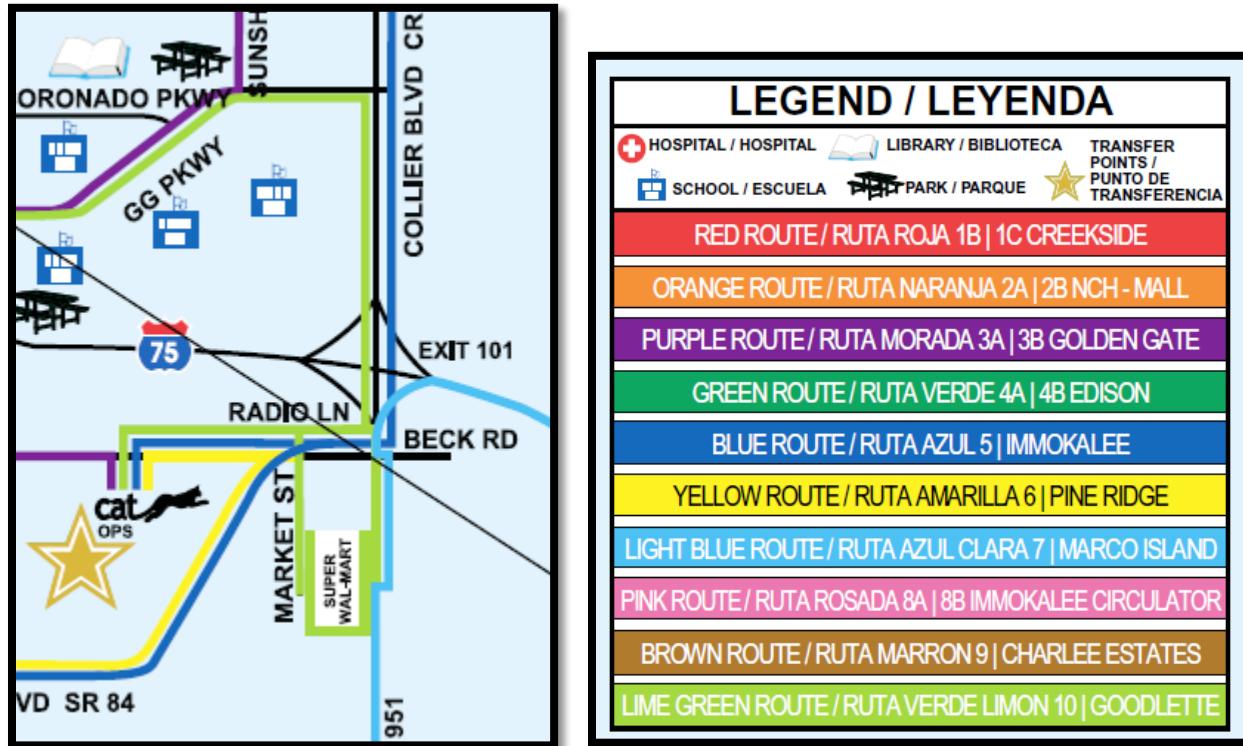 SUNSH
ORONADO PKWY
COLLIER BLVD CR
GG PKWY
75
EXIT 101
RADIO LN
BECK RD
cat
OPS
MARKET ST
SUPER
WAL-MART
VD SR 84
951
LEGEND / LEYENDA
HOSPITAL / HOSPITAL
LIBRARY / BIBLIOTECA
SCHOOL / ESCUELA
PARK / PARQUE
TRANSFER
POINTS /
PUNTO DE
TRANSFERENCIA
RED ROUTE / RUTA ROJA 1B | 1C CREEKSIDE
ORANGE ROUTE / RUTA NARANJA 2A | 2B NCH - MALL
PURPLE ROUTE / RUTA MORADA 3A | 3B GOLDEN GATE
GREEN ROUTE / RUTA VERDE 4A | 4B EDISON
BLUE ROUTE / RUTA AZUL 5 | IMMOKALEE
YELLOW ROUTE / RUTA AMARILLA 6 | PINE RIDGE
LIGHT BLUE ROUTE / RUTA AZUL CLARA 7 | MARCO ISLAND
PINK ROUTE / RUTA ROSADA 8A | 8B IMMOKALEE CIRCULATOR
BROWN ROUTE / RUTA MARRON 9 | CHARLEE ESTATES
LIME GREEN ROUTE / RUTA VERDE LIMON 10 | GOODLETTE